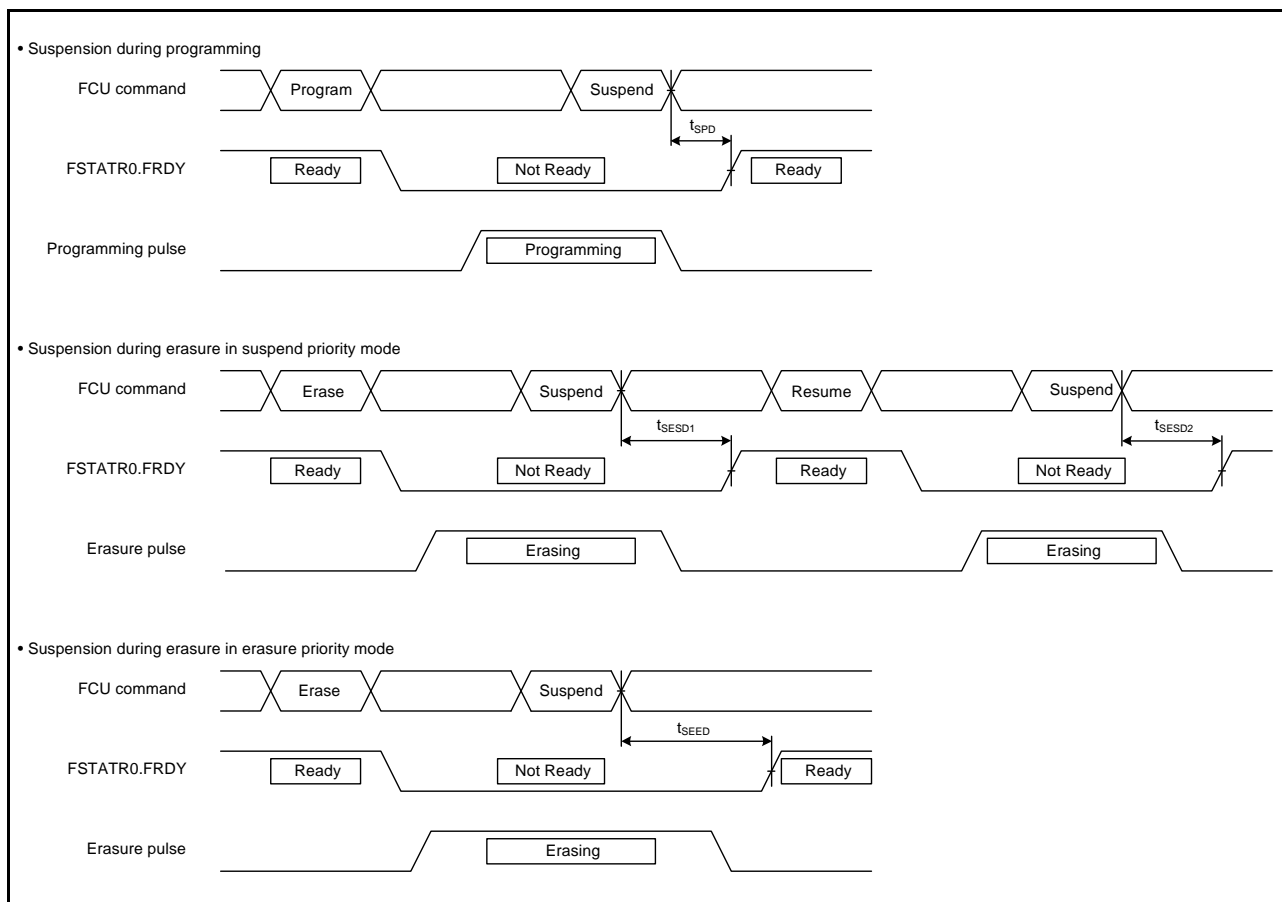 • Suspension during programming
FCU command
Program
Suspend
tSPD
FSTATR0.FRDY
Ready
Not Ready
Ready
Programming pulse
Programming
• Suspension during erasure in suspend priority mode
FCU command
Erase
Suspend
Resume
Suspend
tSESD1
tSESD2
FSTATR0.FRDY
Ready
Not Ready
Ready
Not Ready
Erasure pulse
Erasing
Erasing
• Suspension during erasure in erasure priority mode
FCU command
Erase
Suspend
tSEED
FSTATR0.FRDY
Ready
Not Ready
Ready
Erasure pulse
Erasing